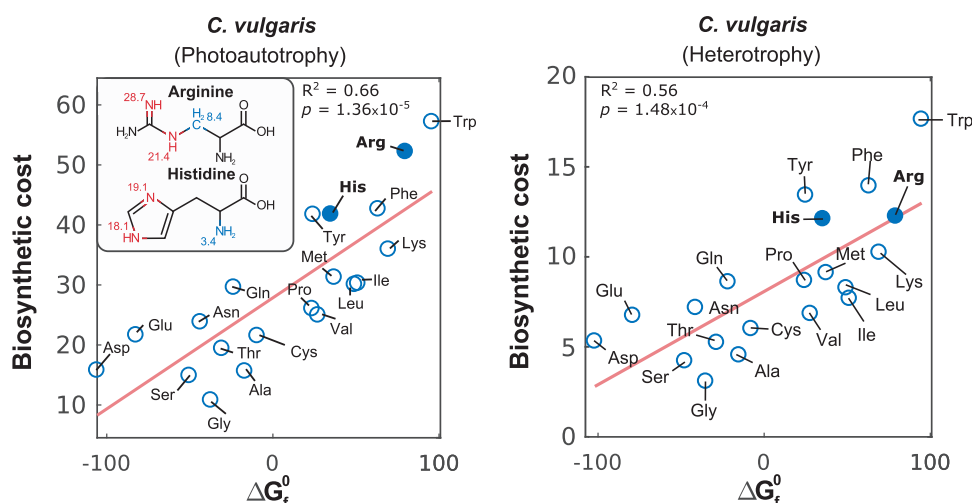 C. vulgaris
(Photoautotrophy)
R² = 0.66
p = 1.36x10⁻⁵
Biosynthetic cost
60
50
40
30
20
10
-100
0
100
ΔG⁰f
Arginine
28.7
NH
H₂N
N
H
21.4
C
H₂
8.4
O
OH
NH₂
Histidine
19.1
N
18.1
HN
O
OH
3.4
NH₂
Trp
Arg
His
Phe
Tyr
Lys
Met
Ile
Leu
Gln
Pro
Val
Asn
Glu
Cys
Thr
Asp
Ala
Ser
Gly
C. vulgaris
(Heterotrophy)
R² = 0.56
p = 1.48x10⁻⁴
Biosynthetic cost
20
15
10
5
0
-100
0
100
ΔG⁰f
Trp
Phe
Tyr
Arg
His
Gln
Pro
Met
Lys
Glu
Asn
Leu
Ile
Val
Thr
Cys
Asp
Ser
Ala
Gly